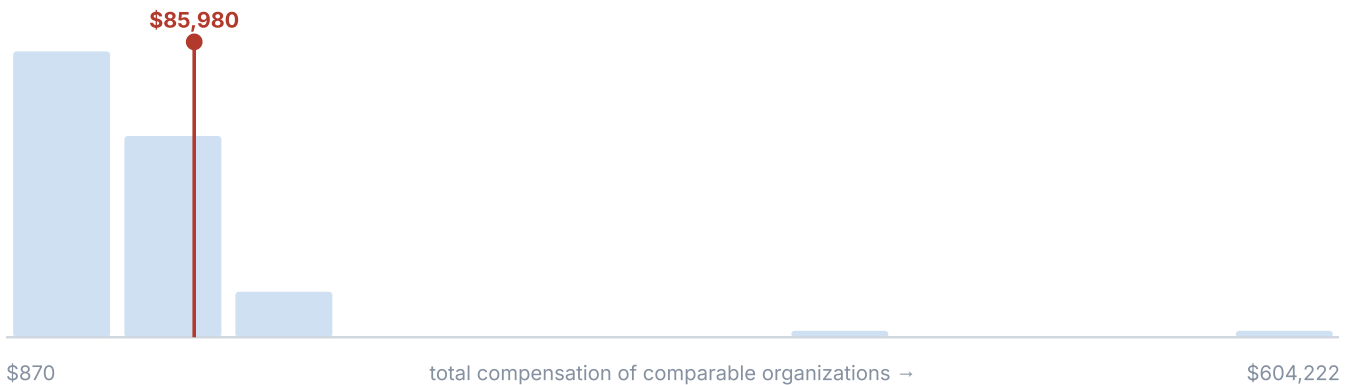 $85,980
$870
total compensation of comparable organizations →
$604,222